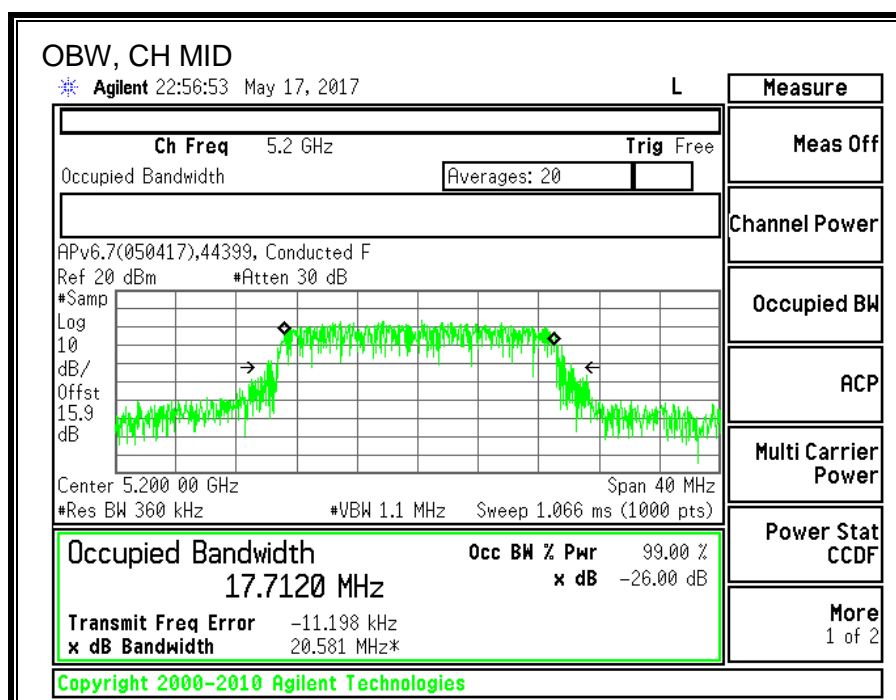 OBW, CH MID
Agilent 22:56:53 May 17, 2017 L
Measure
Ch Freq 5.2 GHz Trig Free
Meas Off
Occupied Bandwidth Averages: 20
Channel Power
APv6.7(050417),44399, Conducted F
Ref 20 dBm #Atten 30 dB
#Samp
Log
10
dB/
Offst
15.9
dB
Occupied BW
ACP
Multi Carrier
Power
Center 5.200 00 GHz Span 40 MHz
#Res BW 360 kHz #VBW 1.1 MHz Sweep 1.066 ms (1000 pts)
Power Stat
CCDF
Occupied Bandwidth Occ BW % Pwr 99.00 %
17.7120 MHz x dB -26.00 dB
Transmit Freq Error -11.198 kHz
x dB Bandwidth 20.581 MHz*
More
1 of 2
Copyright 2000-2010 Agilent Technologies